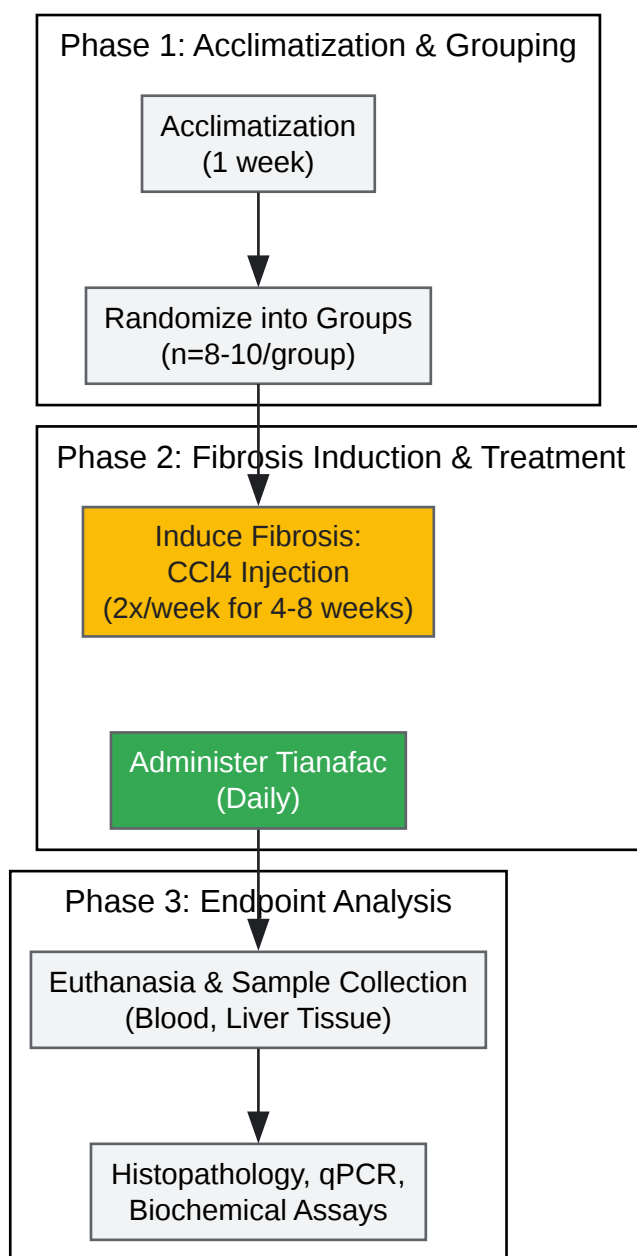 Phase 1: Acclimatization & Grouping
Acclimatization
(1 week)
Randomize into Groups
(n=8-10/group)
Phase 2: Fibrosis Induction & Treatment
Induce Fibrosis:
CCl4 Injection
(2x/week for 4-8 weeks)
Administer Tianafac
(Daily)
Phase 3: Endpoint Analysis
Euthanasia & Sample Collection
(Blood, Liver Tissue)
Histopathology, qPCR,
Biochemical Assays